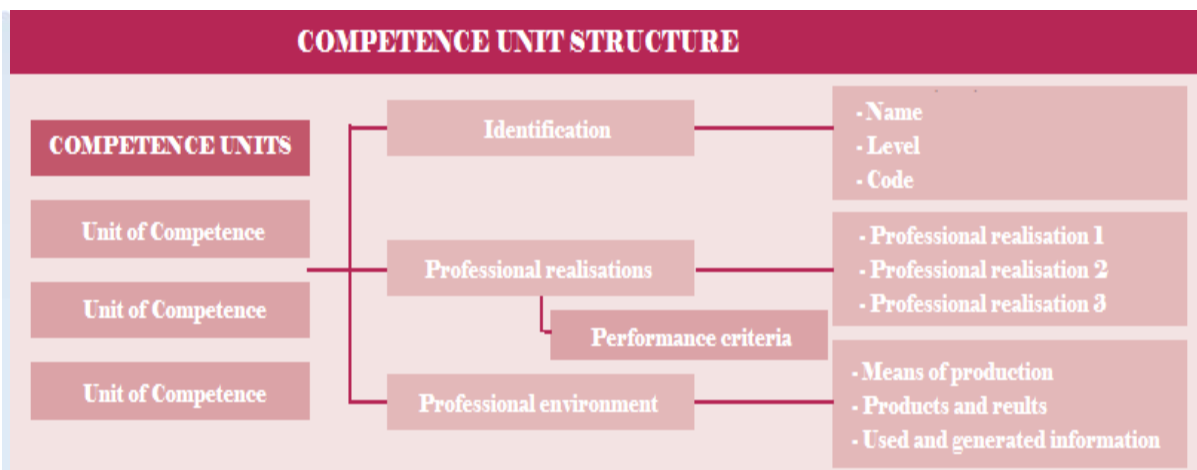 COMPETENCE UNIT STRUCTURE
COMPETENCE UNITS
Unit of Competence
Unit of Competence
Unit of Competence
Identification
Professional realisations
Performance criteria
Professional environment
- Name
- Level
- Code
- Professional realisation 1
- Professional realisation 2
- Professional realisation 3
- Means of production
- Products and reults
- Used and generated information